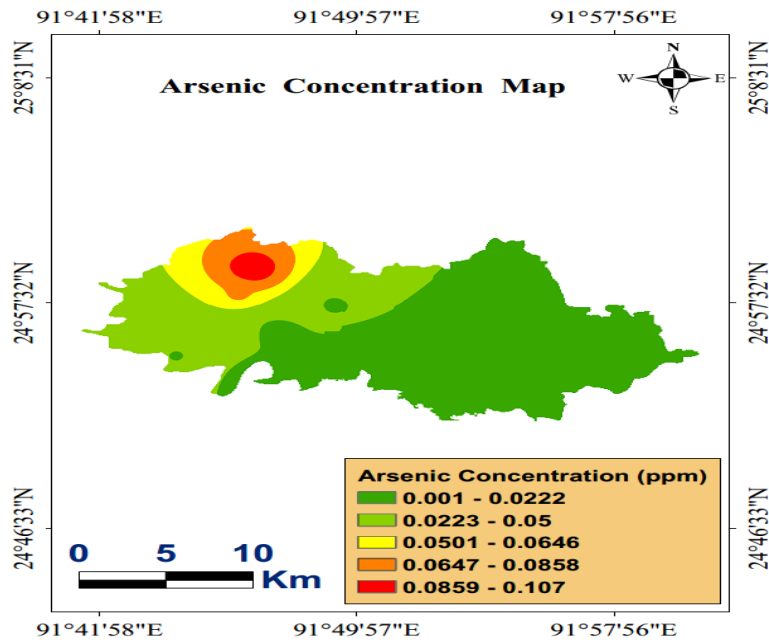 91°41'58"E 91°49'57"E 91°57'56"E
N
W E
S
Arsenic Concentration Map
25°8'31"N 25°8'31"N
24°57'32"N 24°57'32"N
24°46'33"N 24°46'33"N
Arsenic Concentration (ppm)
0.001 - 0.0222
0.0223 - 0.05
0.0501 - 0.0646
0.0647 - 0.0858
0.0859 - 0.107
0 5 10
Km
91°41'58"E 91°49'57"E 91°57'56"E